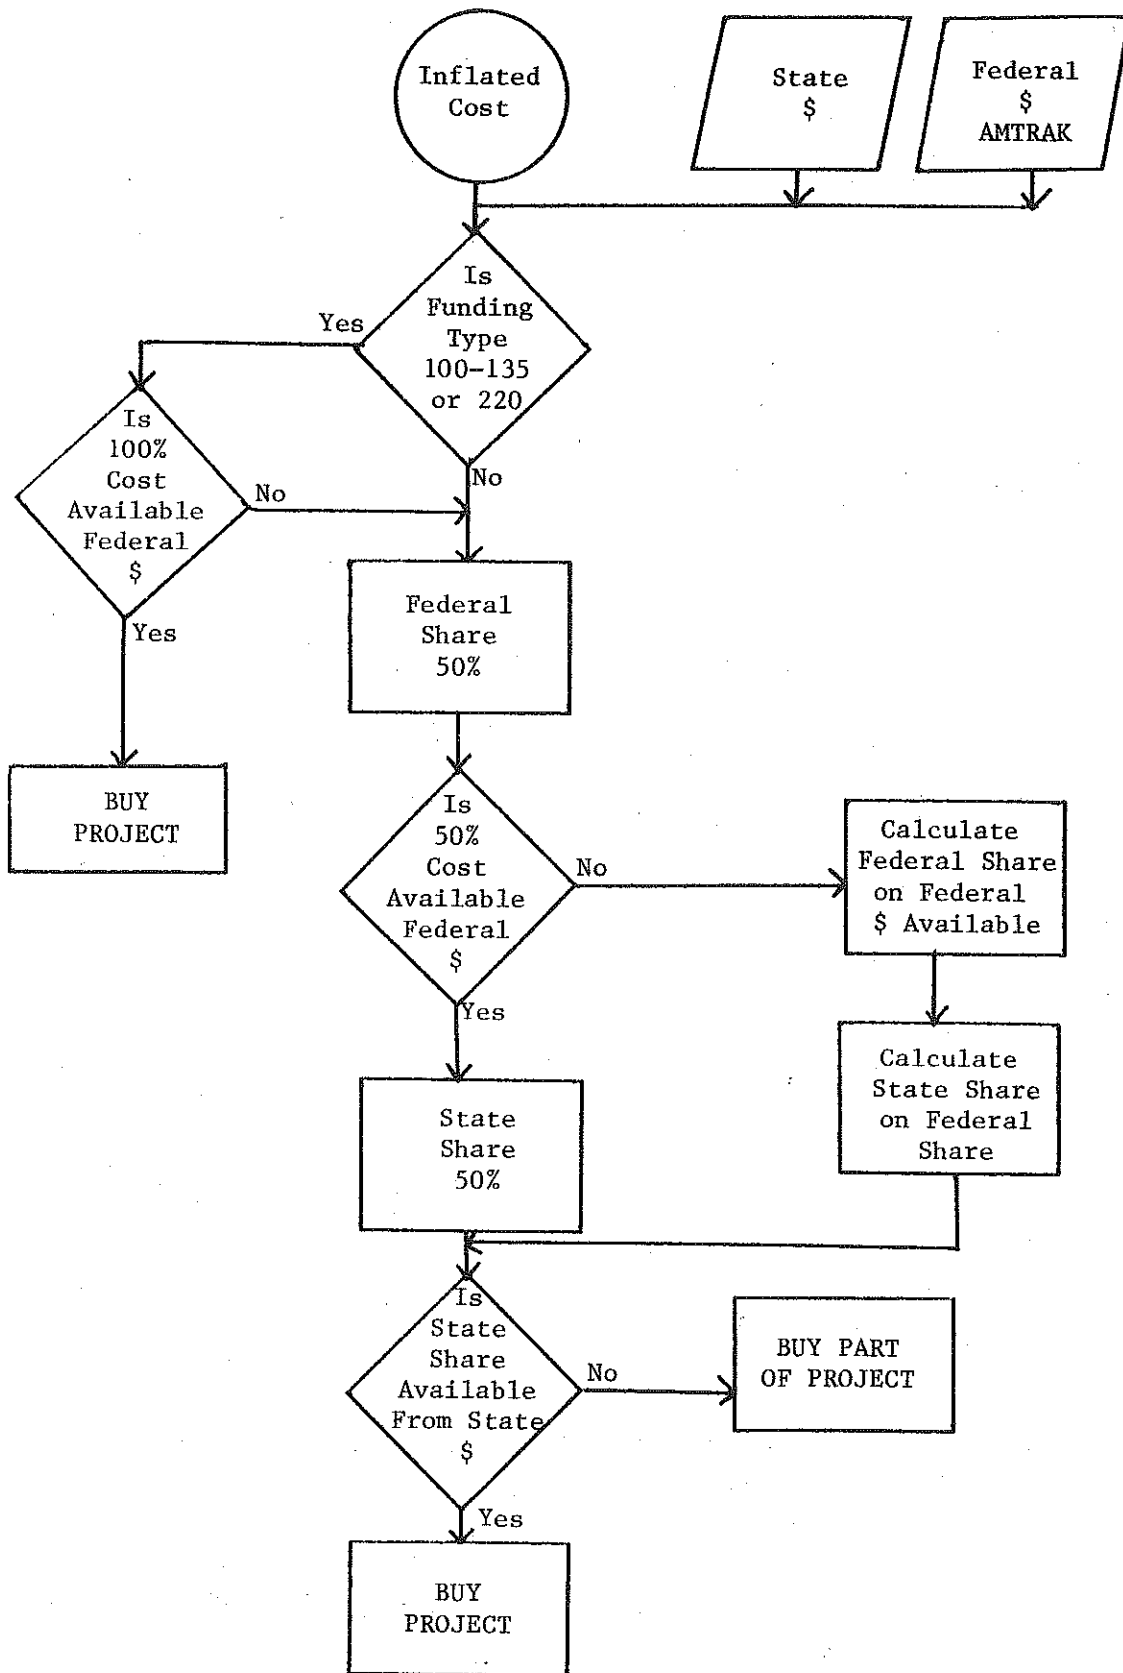 Inflated
Cost
State
$
Federal
$
AMTRAK
Is
Funding
Type
100-135
or 220
Yes
No
Is
100%
Cost
Available
Federal
$
No
Yes
BUY
PROJECT
Federal
Share
50%
Is
50%
Cost
Available
Federal
$
No
Yes
Calculate
Federal Share
on Federal
$ Available
Calculate
State Share
on Federal
Share
State
Share
50%
Is
State
Share
Available
From State
$
No
Yes
BUY PART
OF PROJECT
BUY
PROJECT